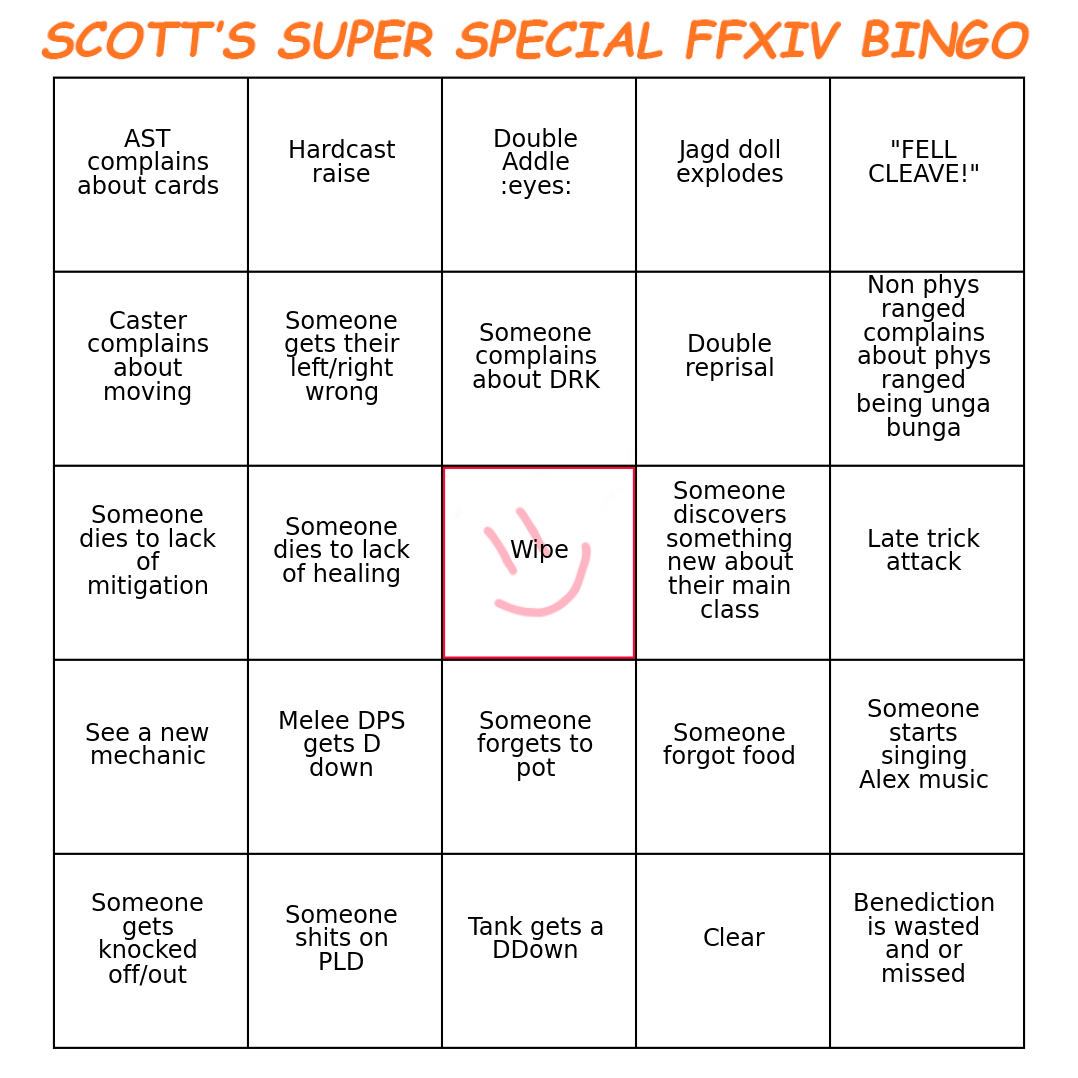 SCOTT'S SUPER SPECIAL FFXIV BINGO
AST
complains
about cards
Hardcast
raise
Double
Addle
:eyes:
Jagd doll
explodes
"FELL
CLEAVE!"
Caster
complains
about
moving
Someone
gets their
left/right
wrong
Someone
complains
about DRK
Double
reprisal
Non phys
ranged
complains
about phys
ranged
being unga
bunga
Someone
dies to lack
of
mitigation
Someone
dies to lack
of healing
Wipe
Someone
discovers
something
new about
their main
class
Late trick
attack
See a new
mechanic
Melee DPS
gets D
down
Someone
forgets to
pot
Someone
forgot food
Someone
starts
singing
Alex music
Someone
gets
knocked
off/out
Someone
shits on
PLD
Tank gets a
DDown
Clear
Benediction
is wasted
and or
missed